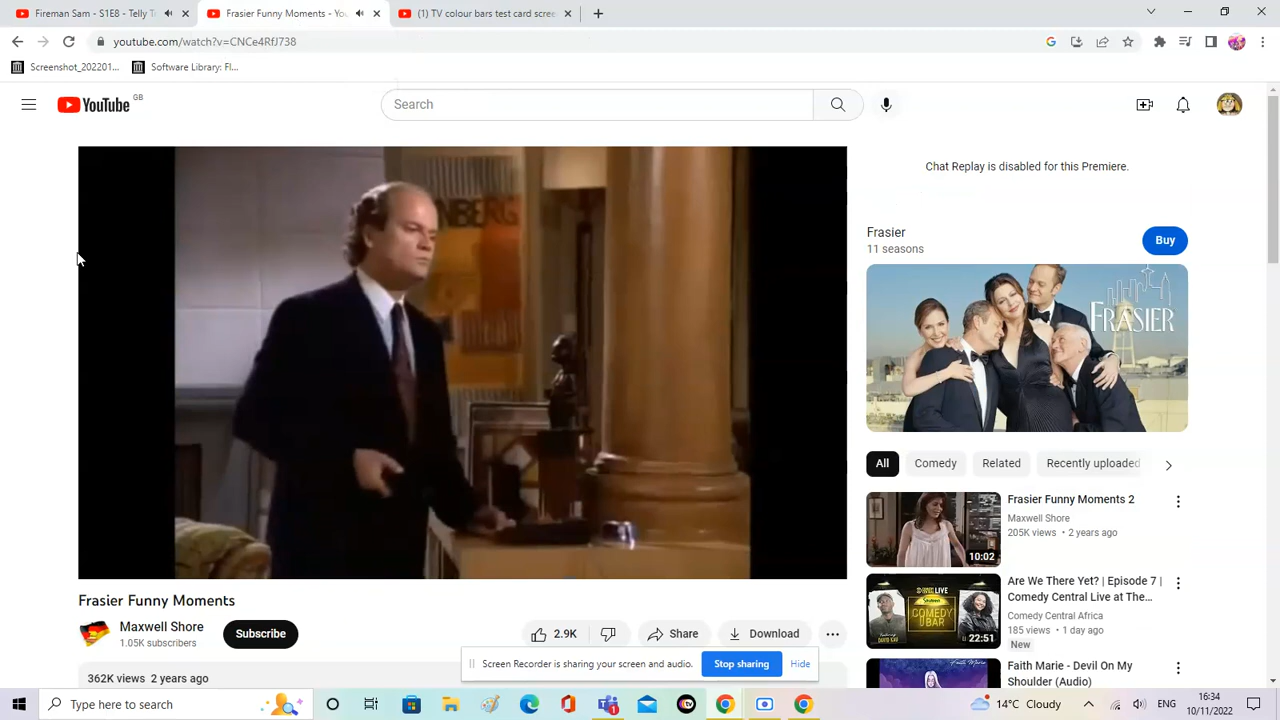 Fireman Sam - S1E8 - Telly T
Frasier Funny Moments - Yo
(1) TV colour bars test card scre
youtube.com/watch?v=CNCe4RfJ738
Screenshot_202201...
Software Library: Fl...
YouTube GB
Search
Chat Replay is disabled for this Premiere.
Frasier
11 seasons
Buy
FRASIER
All
Comedy
Related
Recently uploaded
Frasier Funny Moments 2
Maxwell Shore
205K views • 2 years ago
10:02
Are We There Yet? | Episode 7 |
Comedy Central Live at The...
Comedy Central Africa
185 views • 1 day ago
New
LIVE
COMEDY
BAR
22:51
Faith Marie - Devil On My
Shoulder (Audio)
Frasier Funny Moments
Maxwell Shore
1.05K subscribers
Subscribe
2.9K
Share
Download
Screen Recorder is sharing your screen and audio.
Stop sharing
Hide
362K views 2 years ago
Type here to search
14°C Cloudy
ENG
16:34
10/11/2022